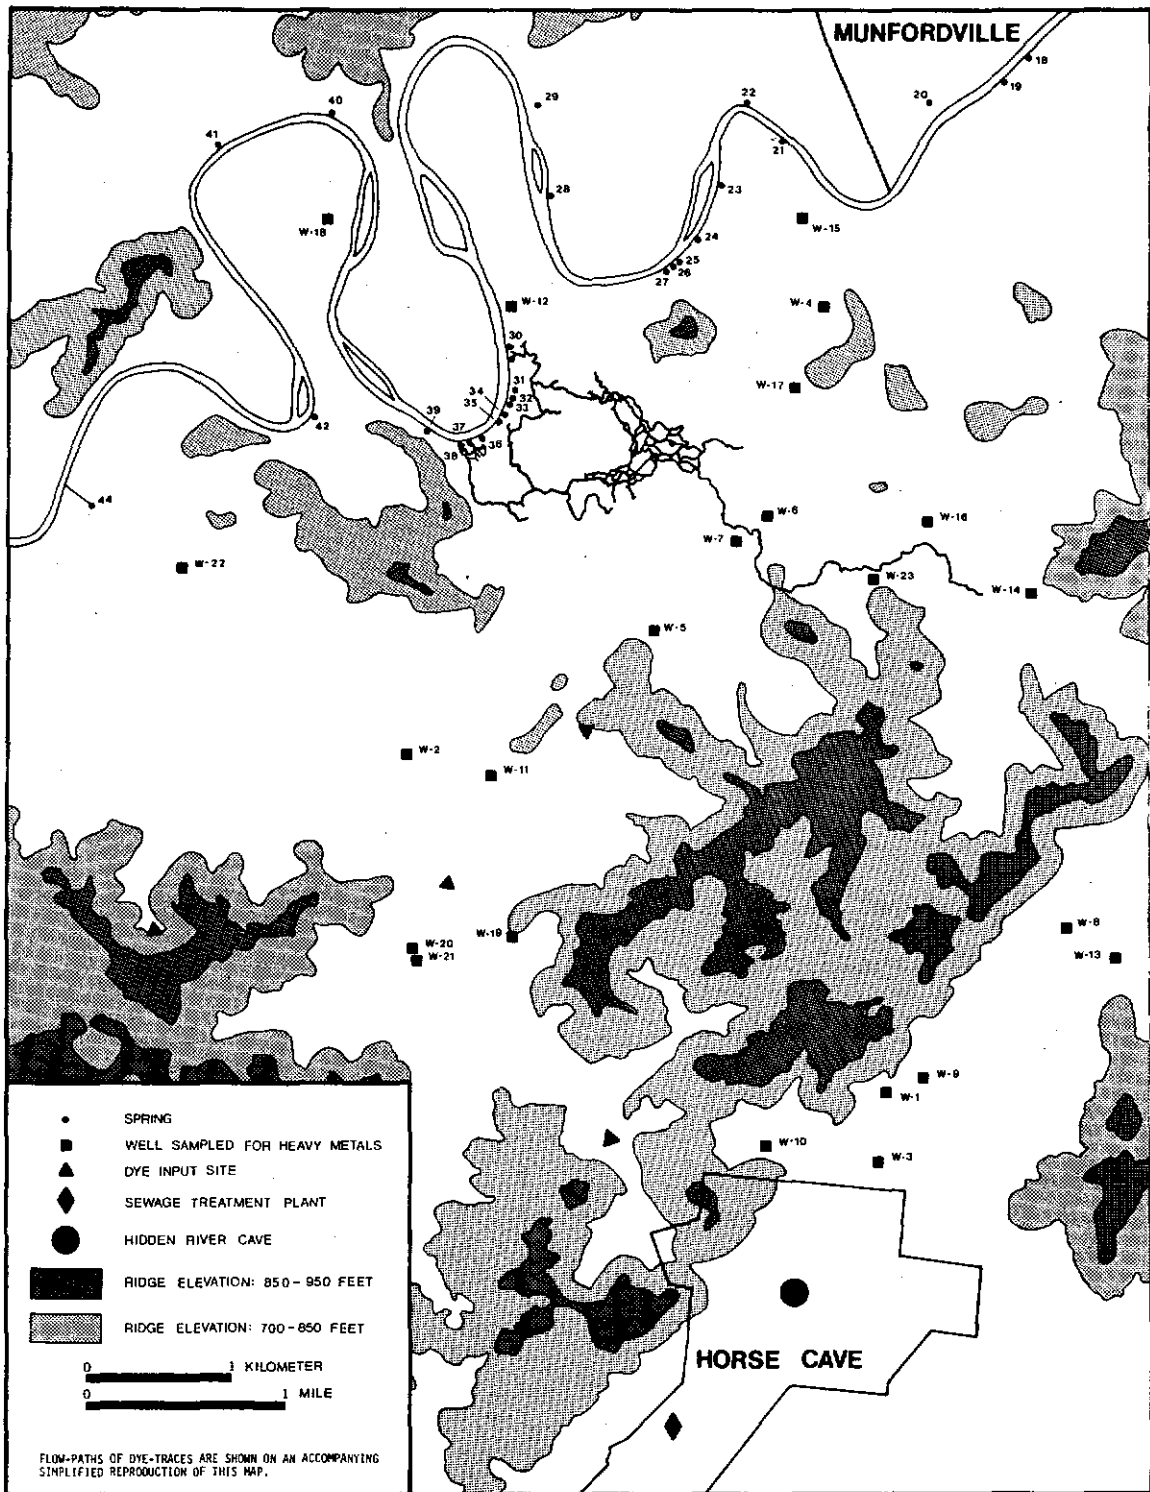 MUNFORDVILLE
18
19
20
22
21
29
40
41
28
23
W-18
W-15
24
25
26
27
W-12
W-4
30
W-17
31
34
32
35
33
39
37
36
42
38
44
W-6
W-16
W-7
W-22
W-23
W-14
W-5
W-2
W-11
W-8
W-19
W-20
W-21
W-13
W-9
W-1
W-10
W-3
SPRING
WELL SAMPLED FOR HEAVY METALS
DYE INPUT SITE
SEWAGE TREATMENT PLANT
HIDDEN RIVER CAVE
RIDGE ELEVATION: 850-950 FEET
RIDGE ELEVATION: 700-850 FEET
0 1 KILOMETER
0 1 MILE
FLOW-PATHS OF DYE-TRACES ARE SHOWN ON AN ACCOMPANYING
SIMPLIFIED REPRODUCTION OF THIS MAP.
HORSE CAVE